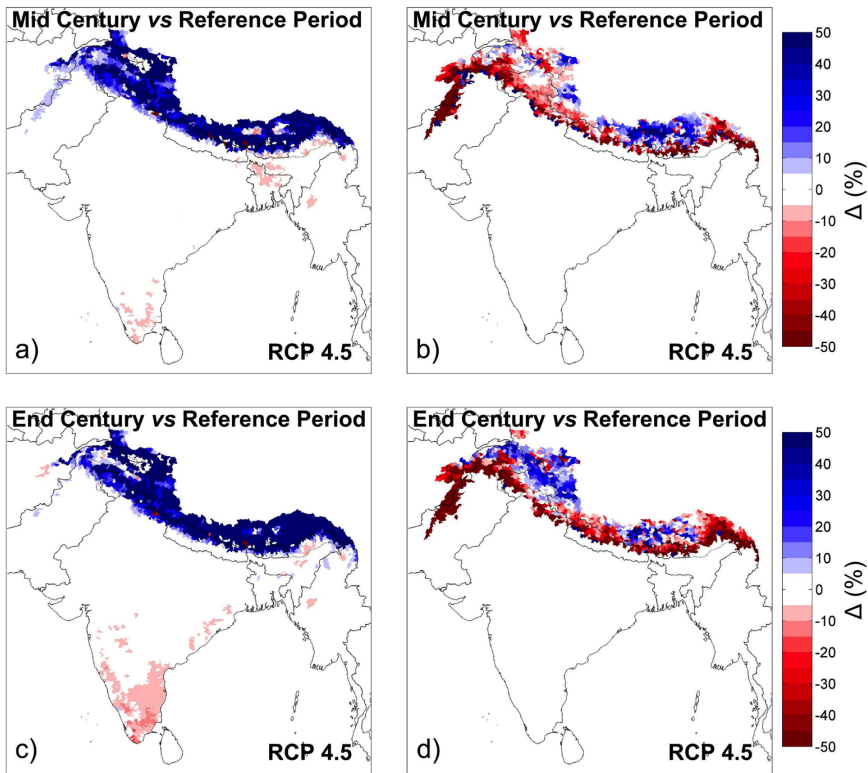 Mid Century vs Reference Period
a)
RCP 4.5
Mid Century vs Reference Period
b)
RCP 4.5
50
40
30
20
10
0
-10
-20
-30
-40
-50
Δ (%)
End Century vs Reference Period
c)
RCP 4.5
End Century vs Reference Period
d)
RCP 4.5
50
40
30
20
10
0
-10
-20
-30
-40
-50
Δ (%)